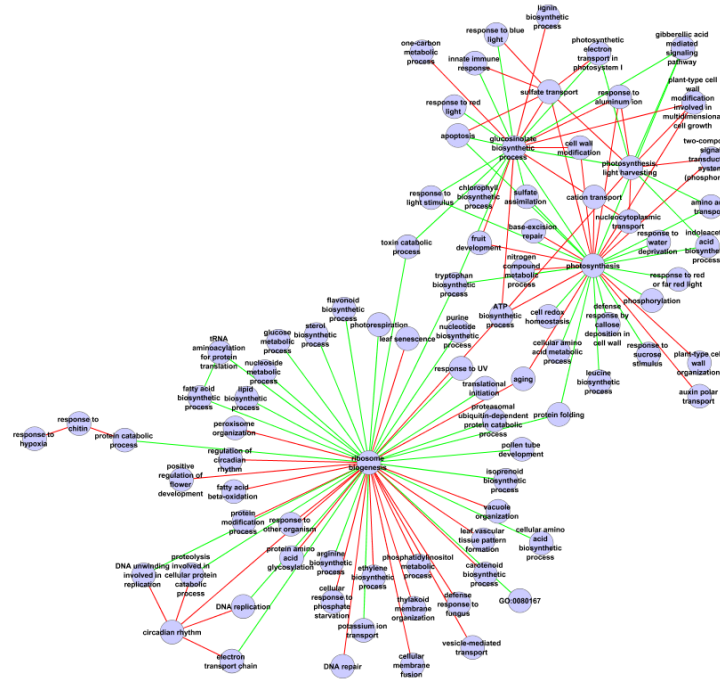 lignin
biosynthetic
process
response to blue
light
one-carbon
metabolic
process
innate immune
response
photosynthetic
electron
transport in
photosystem I
gibberellic acid
mediated
signaling
pathway
plant-type cell
wall
modification
involved in
multidimensional
cell growth
sulfate transport
response to
aluminum ion
response to red
light
apoptosis
glucosinolate
biosynthetic
process
cell wall
modification
photosynthesis
light harvesting
two-compo
signal
transduc
system
(phosphore
response to
light stimulus
chlorophyll
biosynthetic
process
sulfate
assimilation
cation transport
amino ac
transport
nucleocytoplasmic
transport
toxin catabolic
process
fruit
development
base-excision
repair
response to
water
deprivation
indoleacet
acid
biosynthetic
process
nitrogen
compound
metabolic
process
photosynthesis
tryptophan
biosynthetic
process
response to red
or far red light
phosphorylation
flavonoid
biosynthetic
process
photorespiration
ATP
biosynthetic
process
cell redox
homeostasis
defense
response by
callose
deposition in
cell wall
tRNA
aminoacylation
for protein
translation
glucose
metabolic
process
sterol
biosynthetic
process
leaf senescence
purine
nucleotide
biosynthetic
process
cellular amino
acid metabolic
process
response to
sucrose
stimulus
plant-type cell
wall
organization
nucleoside
metabolic
process
response to UV
translational
initiation
aging
leucine
biosynthetic
process
auxin polar
transport
fatty acid
biosynthetic
process
lipid
biosynthetic
process
proteasomal
ubiquitin-dependent
protein catabolic
process
protein folding
response to
chitin
response to
hypoxia
protein catabolic
process
peroxisome
organization
ribosome
biogenesis
pollen tube
development
regulation of
circadian
rhythm
positive
regulation of
flower
development
fatty acid
beta-oxidation
isoprenoid
biosynthetic
process
protein
modification
process
response to
other organism
vacuole
organization
leaf vascular
tissue pattern
formation
cellular amino
acid
biosynthetic
process
DNA unwinding
involved in
replication
proteolysis
involved in
cellular protein
catabolic
process
protein amino
acid
glycosylation
arginine
biosynthetic
process
ethylene
biosynthetic
process
phosphatidylinositol
metabolic
process
carotenoid
biosynthetic
process
DNA replication
cellular
response to
phosphate
starvation
thylakoid
membrane
organization
defense
response to
fungus
GO:0080167
circadian rhythm
potassium ion
transport
vesicle-mediated
transport
electron
transport chain
DNA repair
cellular
membrane
fusion